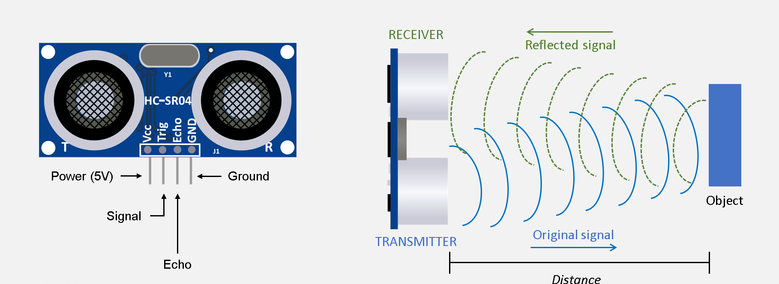 Y1
HC-SR04
Vcc
Trig
Echo
GND
T
J1
R
Power (5V)
Ground
Signal
Echo
RECEIVER
Reflected signal
Object
Original signal
TRANSMITTER
Distance